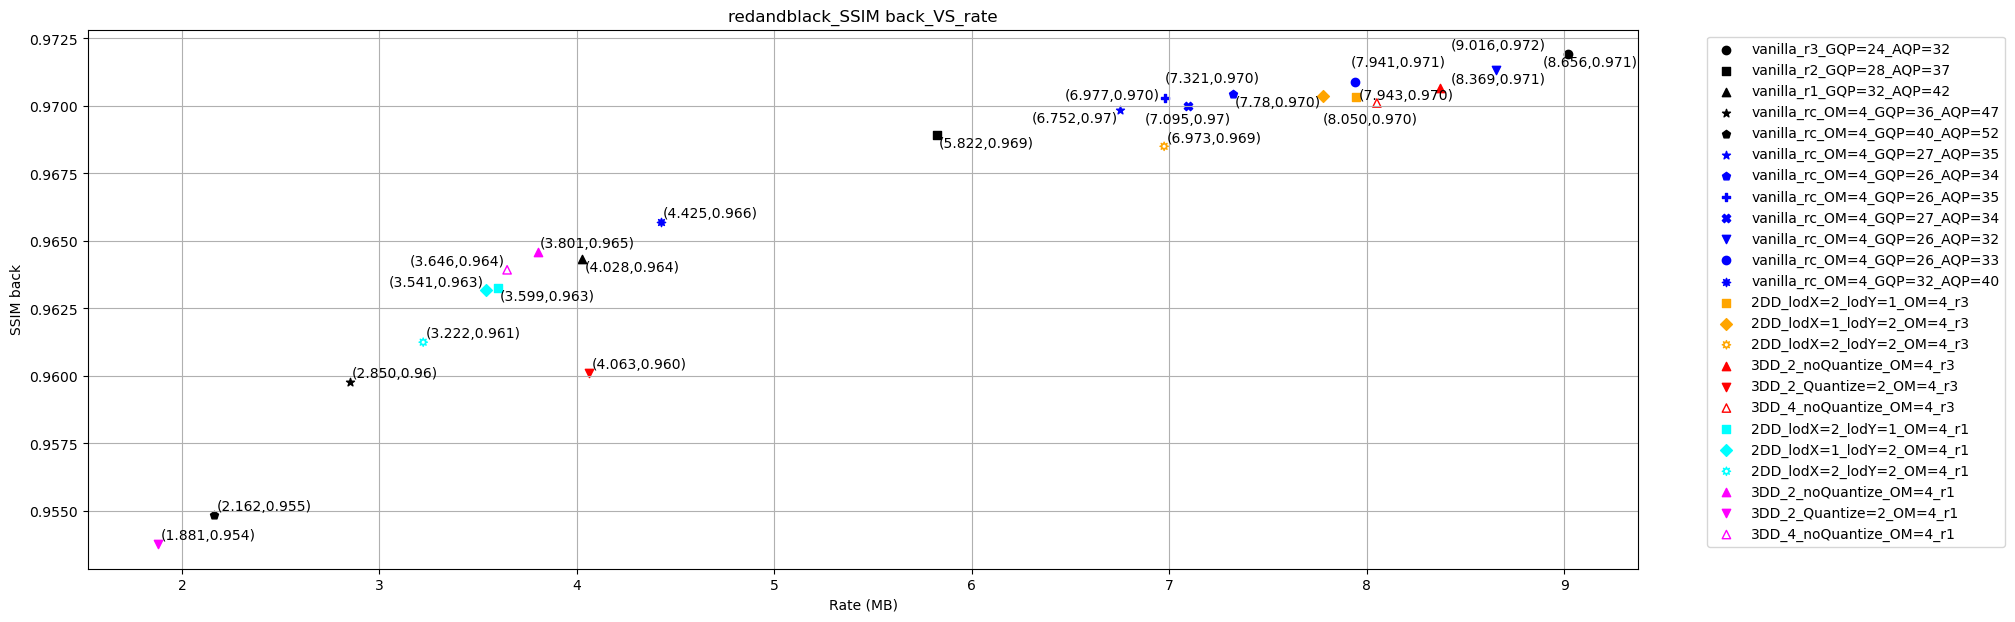 redandblack_SSIM back_VS_rate
0.9725
0.9700
0.9675
0.9650
0.9625
0.9600
0.9575
0.9550
SSIM back
(9.016,0.972)
(7.941,0.971)
(8.656,0.971)
(7.321,0.970)
(8.369,0.971)
(6.977,0.970)
(7.943,0.970)
(7.78,0.970)
(6.752,0.97)
(7.095,0.97)
(8.050,0.970)
(5.822,0.969)
(6.973,0.969)
(4.425,0.966)
(3.801,0.965)
(3.646,0.964)
(4.028,0.964)
(3.541,0.963)
(3.599,0.963)
(3.222,0.961)
(4.063,0.960)
(2.850,0.96)
(2.162,0.955)
(1.881,0.954)
2
3
4
5
6
7
8
9
Rate (MB)
vanilla_r3_GQP=24_AQP=32
vanilla_r2_GQP=28_AQP=37
vanilla_r1_GQP=32_AQP=42
vanilla_rc_OM=4_GQP=36_AQP=47
vanilla_rc_OM=4_GQP=40_AQP=52
vanilla_rc_OM=4_GQP=27_AQP=35
vanilla_rc_OM=4_GQP=26_AQP=34
vanilla_rc_OM=4_GQP=26_AQP=35
vanilla_rc_OM=4_GQP=27_AQP=34
vanilla_rc_OM=4_GQP=26_AQP=32
vanilla_rc_OM=4_GQP=26_AQP=33
vanilla_rc_OM=4_GQP=32_AQP=40
2DD_lodX=2_lodY=1_OM=4_r3
2DD_lodX=1_lodY=2_OM=4_r3
2DD_lodX=2_lodY=2_OM=4_r3
3DD_2_noQuantize_OM=4_r3
3DD_2_Quantize=2_OM=4_r3
3DD_4_noQuantize_OM=4_r3
2DD_lodX=2_lodY=1_OM=4_r1
2DD_lodX=1_lodY=2_OM=4_r1
2DD_lodX=2_lodY=2_OM=4_r1
3DD_2_noQuantize_OM=4_r1
3DD_2_Quantize=2_OM=4_r1
3DD_4_noQuantize_OM=4_r1